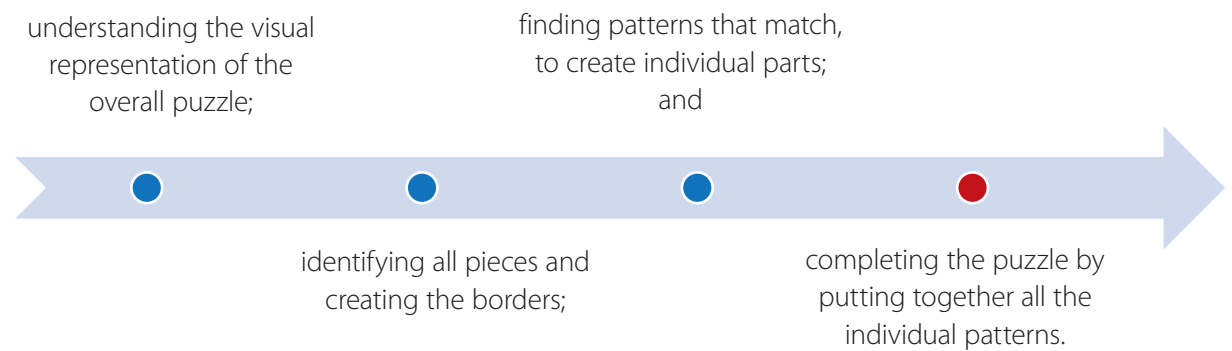 understanding the visual
representation of the
overall puzzle;
identifying all pieces and
creating the borders;
finding patterns that match,
to create individual parts;
and
completing the puzzle by
putting together all the
individual patterns.